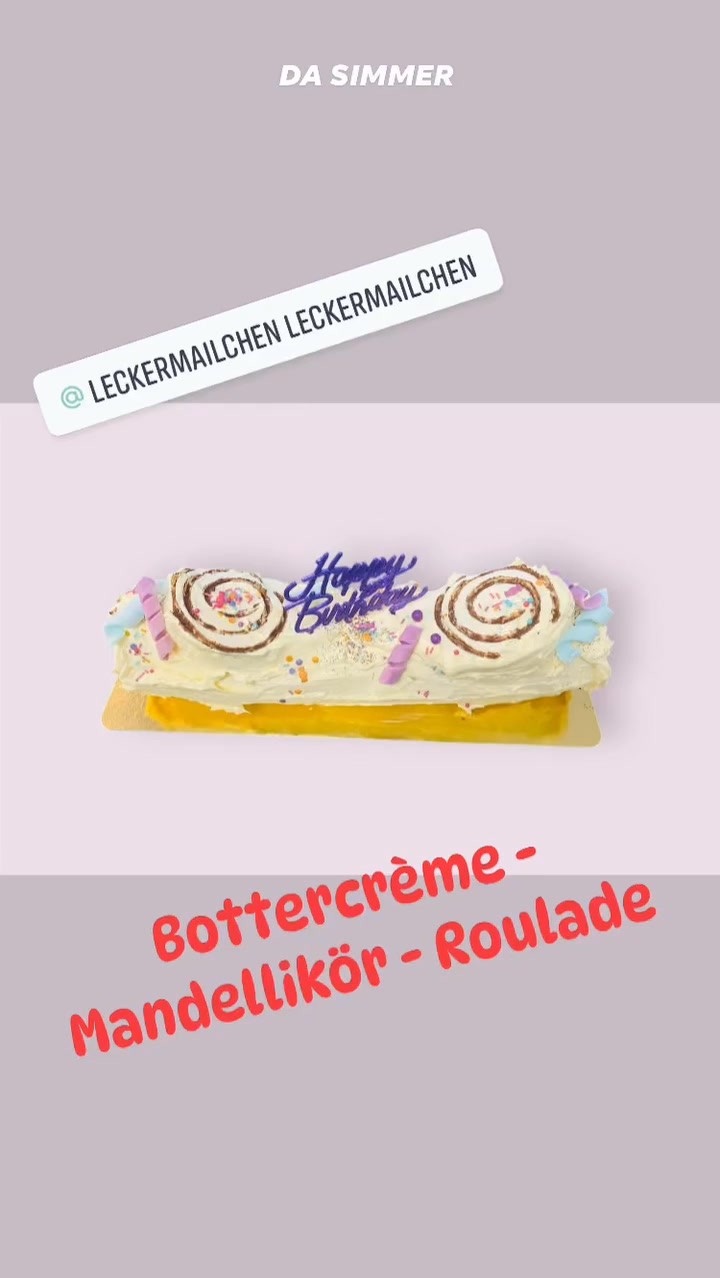 DA SIMMER
@ LECKERMAILCHEN LECKERMAILCHEN
Happy
Birthday
Bottercrème -
Mandellikör - Roulade